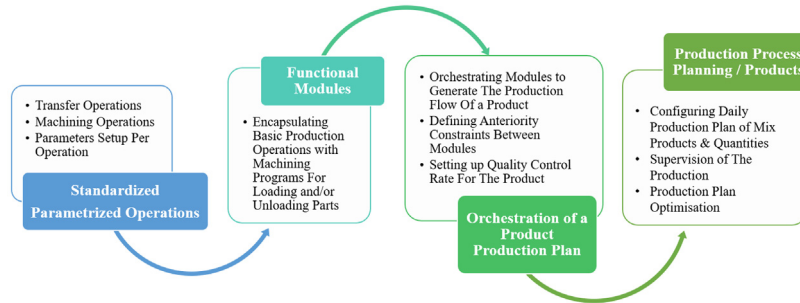 • Transfer Operations
• Machining Operations
• Parameters Setup Per
Operation
Standardized
Parametrized Operations
Functional
Modules
• Encapsulating
Basic Production
Operations with
Machining
Programs For
Loading and/or
Unloading Parts
• Orchestrating Modules to
Generate The Production
Flow Of a Product
• Defining Anteriority
Constraints Between
Modules
• Setting up Quality Control
Rate For The Product
Orchestration of a
Product
Production Plan
Production Process
Planning / Products
• Configuring Daily
Production Plan of Mix
Products & Quantities
• Supervision of The
Production
• Production Plan
Optimisation